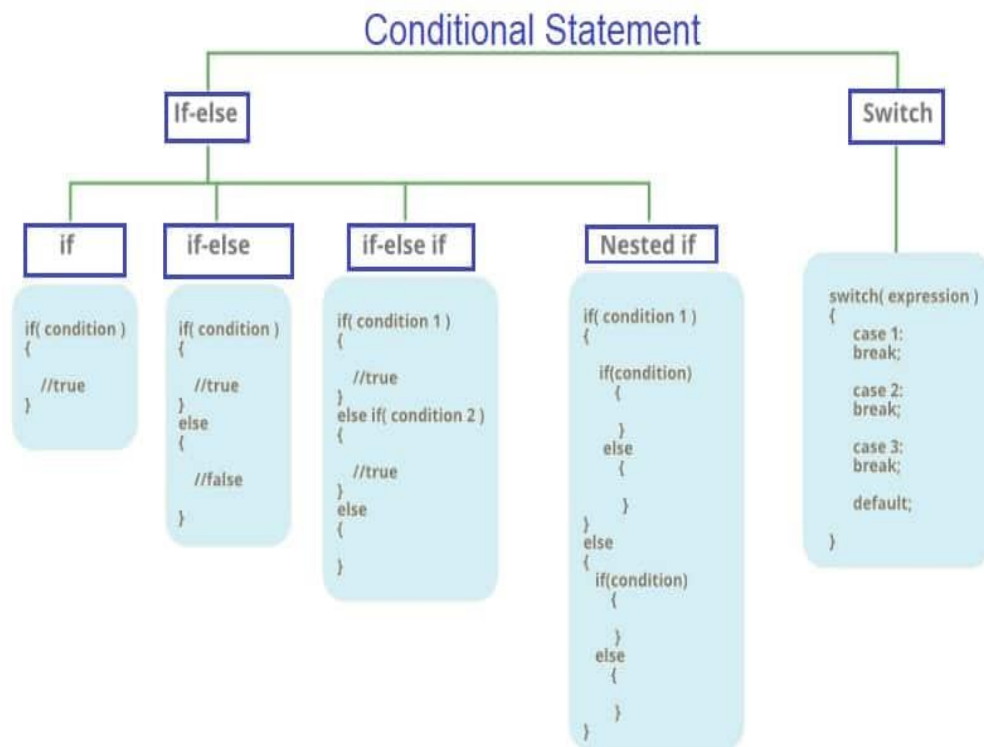 Conditional Statement
If-else
Switch
if
if-else
if-else if
Nested if
if( condition )
{
//true
}
if( condition )
{
//true
}
else
{
//false
}
if( condition 1 )
{
//true
}
else if( condition 2 )
{
//true
}
else
{
}
if( condition 1 )
{
if(condition)
{
}
else
{
}
}
else
{
if(condition)
{
}
else
{
}
}
switch( expression )
{
case 1:
break;
case 2:
break;
case 3:
break;
default;
}